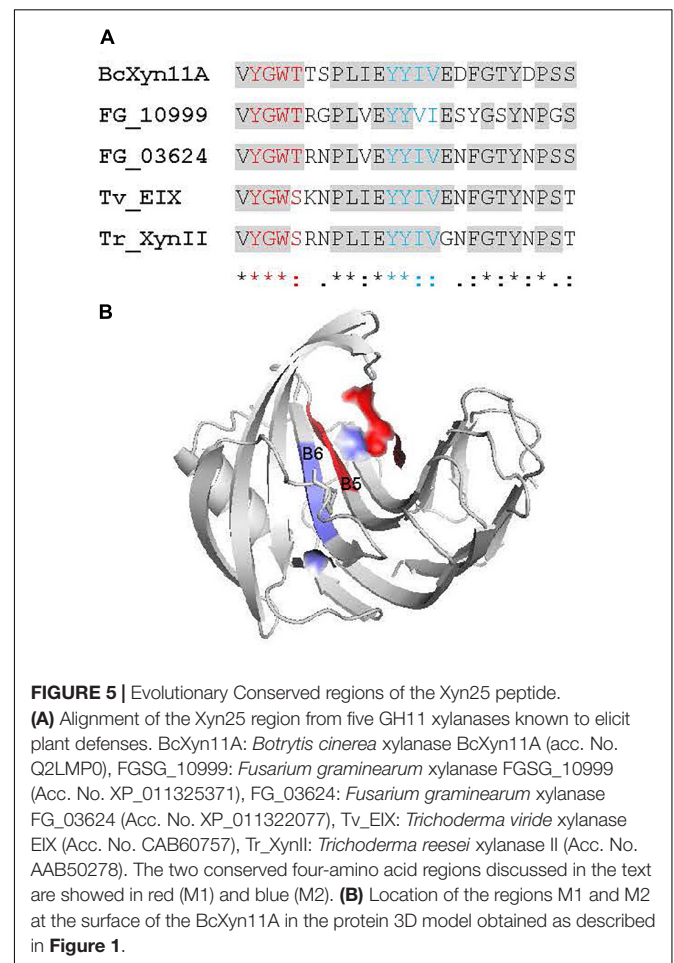 A
BcXyn11A VYGWTTSPLIEYYIVEDFGTYDPSS
FG_10999 VYGWTRGPLVEYYVIESYGSYNPGS
FG_03624 VYGWTRNPLVEYYIVENFGTYNPSS
Tv_EIX VYGWSKNPLIEYYIVENFGTYNPST
Tr_XynII VYGWSRNPLIEYYIVGNFGTYNPST
****: .**:***:: .:*:*:*.:
B
B6
B5
FIGURE 5 | Evolutionary Conserved regions of the Xyn25 peptide.
(A) Alignment of the Xyn25 region from five GH11 xylanases known to elicit
plant defenses. BcXyn11A: Botrytis cinerea xylanase BcXyn11A (acc. No.
Q2LMP0), FGSG_10999: Fusarium graminearum xylanase FGSG_10999
(Acc. No. XP_011325371), FG_03624: Fusarium graminearum xylanase
FG_03624 (Acc. No. XP_011322077), Tv_EIX: Trichoderma viride xylanase
EIX (Acc. No. CAB60757), Tr_XynII: Trichoderma reesei xylanase II (Acc. No.
AAB50278). The two conserved four-amino acid regions discussed in the text
are showed in red (M1) and blue (M2). (B) Location of the regions M1 and M2
at the surface of the BcXyn11A in the protein 3D model obtained as described
in Figure 1.